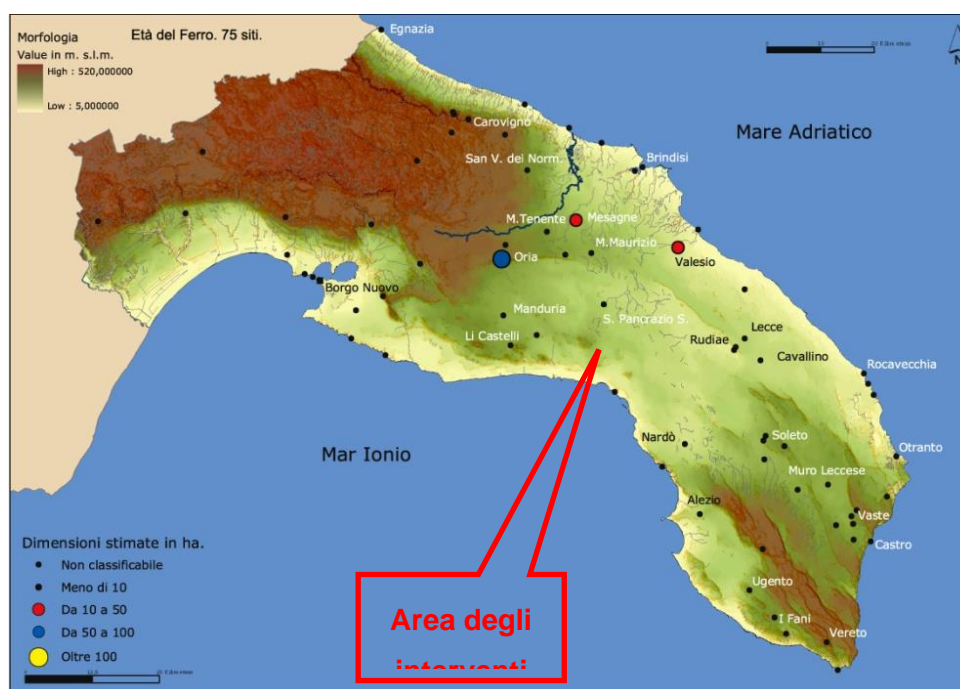 Morfologia
Value in m. s.l.m.
High : 520,000000
Low : 5,000000
Età del Ferro. 75 siti.
Egnazia
Mare Adriatico
Carovigno
San V. dei Norm.
Brindisi
M.Tenente
Mesagne
M.Maurizio
Oria
Valesio
Borgo Nuovo
Manduria
S. Pancrazio S.
Li Castelli
Lecce
Rudiae
Cavallino
Rocavecchia
Mar Ionio
Nardò
Soleto
Otranto
Muro Leccese
Alezio
Vaste
Castro
Ugento
I Fani
Vereto
Dimensioni stimate in ha.
Non classificabile
Meno di 10
Da 10 a 50
Da 50 a 100
Oltre 100
Area degli
interventi